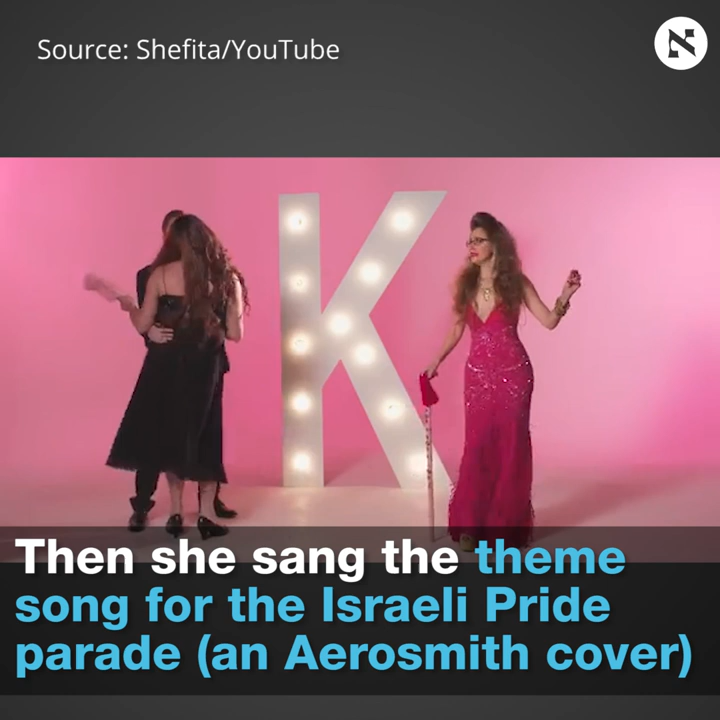 Source: Shefita/YouTube
א
K
Then she sang the theme
song for the Israeli Pride
parade (an Aerosmith cover)